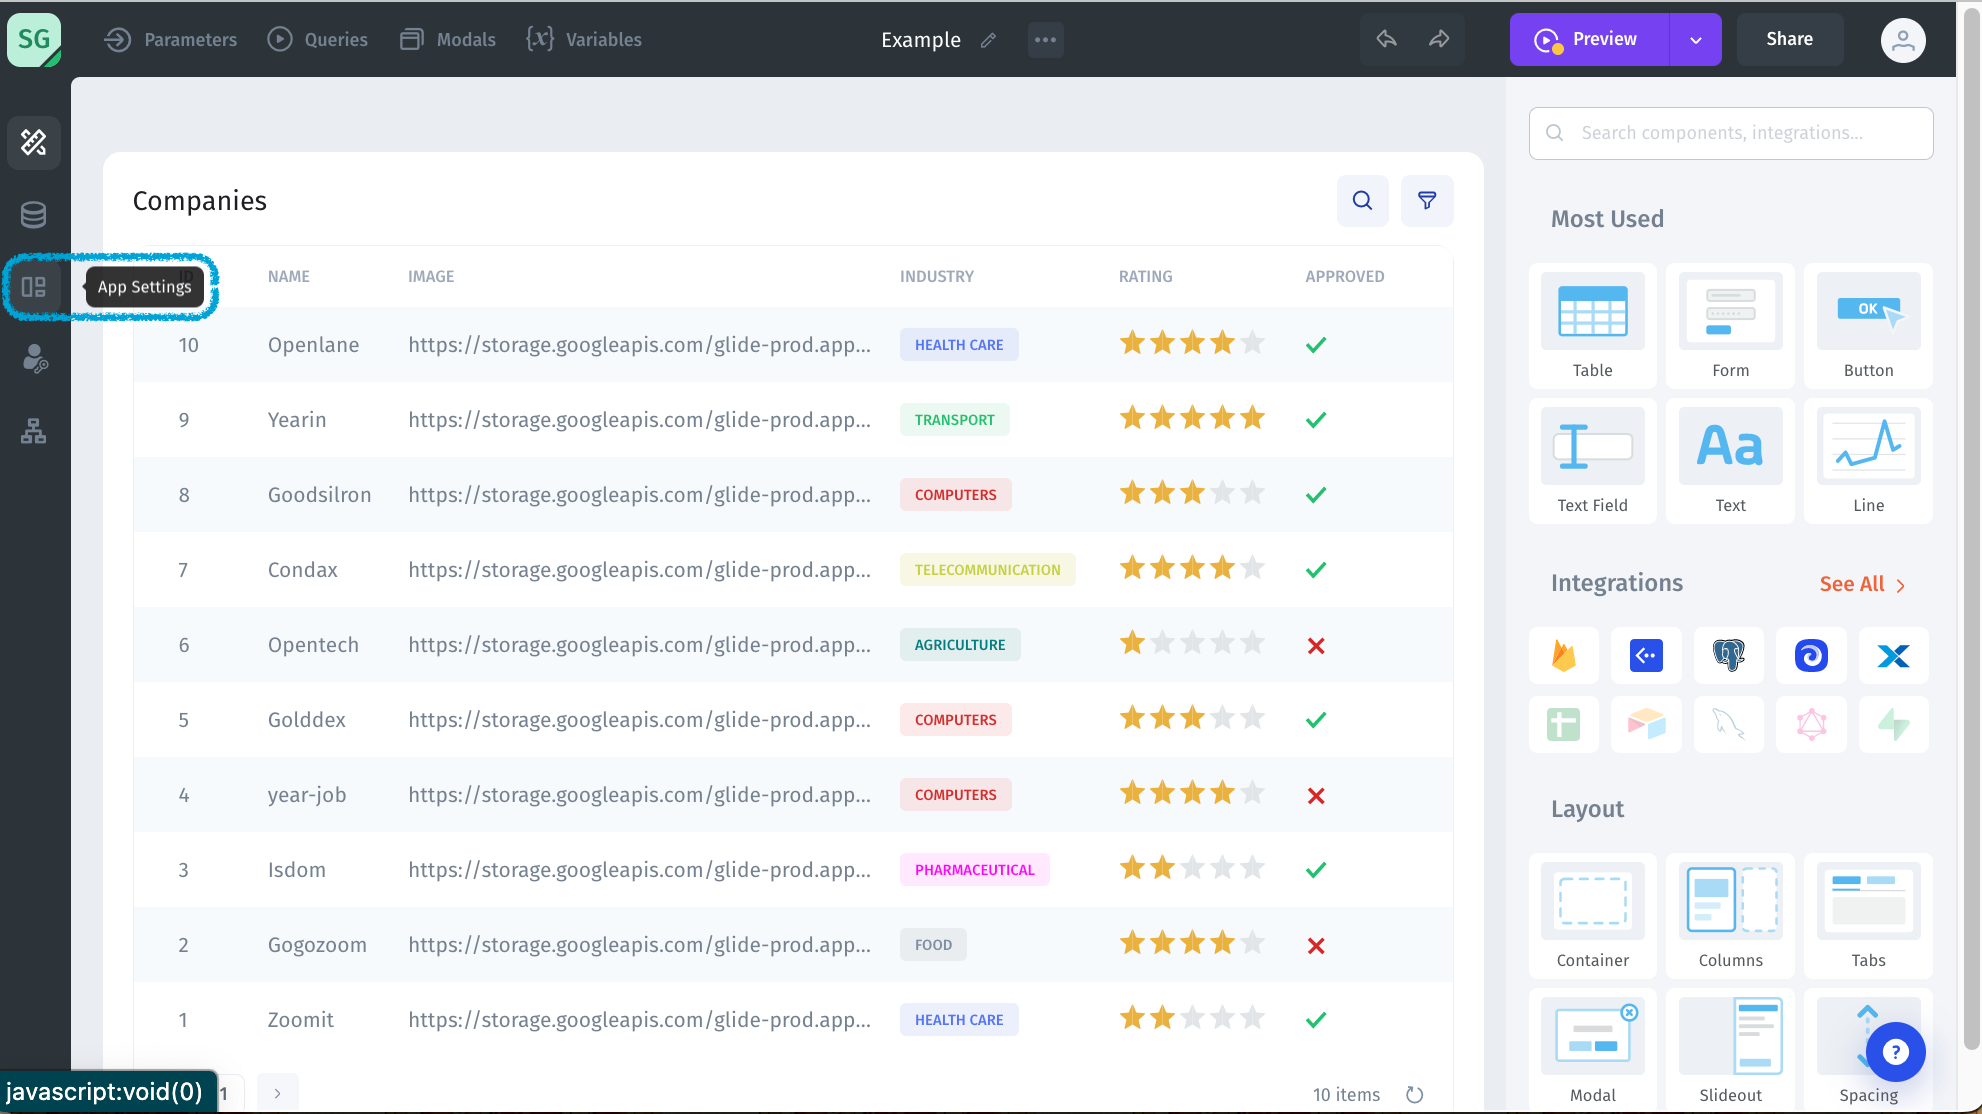 SG
Parameters
Queries
Modals
{x} Variables
Example
Preview
Share
Search components, integrations...
Companies
Most Used
App Settings
ID NAME IMAGE INDUSTRY RATING APPROVED
10 Openlane https://storage.googleapis.com/glide-prod.app... HEALTH CARE
9 Yearin https://storage.googleapis.com/glide-prod.app... TRANSPORT
8 Goodsilron https://storage.googleapis.com/glide-prod.app... COMPUTERS
7 Condax https://storage.googleapis.com/glide-prod.app... TELECOMMUNICATION
6 Opentech https://storage.googleapis.com/glide-prod.app... AGRICULTURE
5 Golddex https://storage.googleapis.com/glide-prod.app... COMPUTERS
4 year-job https://storage.googleapis.com/glide-prod.app... COMPUTERS
3 Isdom https://storage.googleapis.com/glide-prod.app... PHARMACEUTICAL
2 Gogozoom https://storage.googleapis.com/glide-prod.app... FOOD
1 Zoomit https://storage.googleapis.com/glide-prod.app... HEALTH CARE
1
10 items
javascript:void(0)
OK
Table Form Button
Aa
Text Field Text Line
Integrations See All
Layout
Container Columns Tabs
?
Modal Slideout Spacing